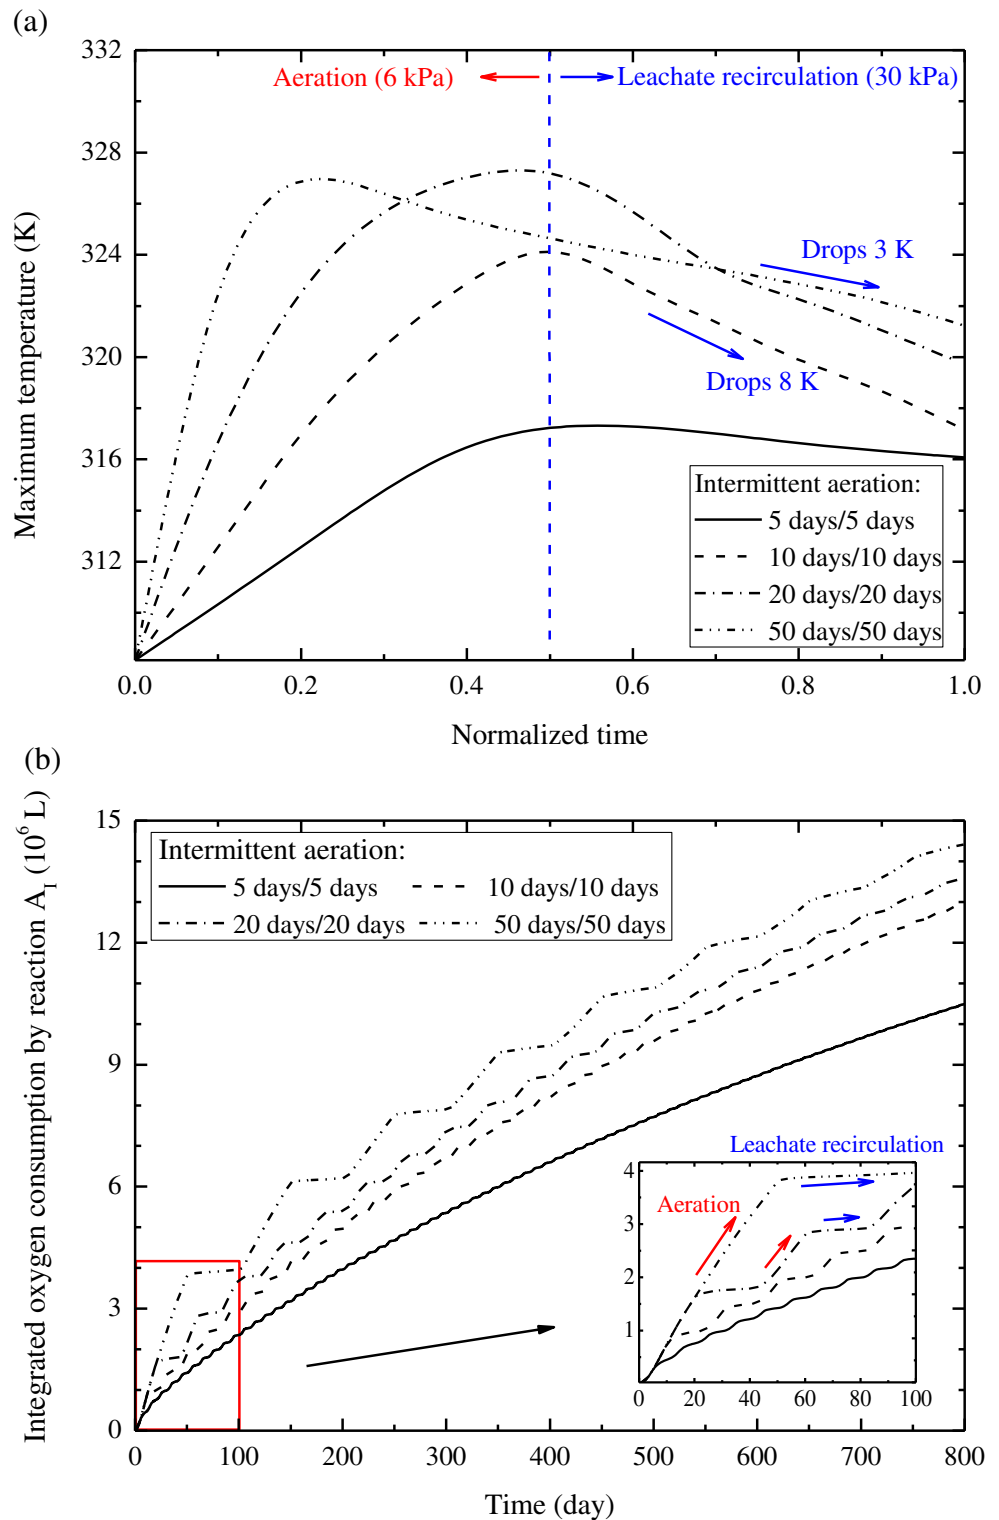 (a)
332
328
324
320
316
312
Maximum temperature (K)
Aeration (6 kPa)
Leachate recirculation (30 kPa)
Drops 3 K
Drops 8 K
Intermittent aeration:
5 days/5 days
10 days/10 days
20 days/20 days
50 days/50 days
0.0 0.2 0.4 0.6 0.8 1.0
Normalized time
(b)
15
12
9
6
3
0
Integrated oxygen consumption by reaction A_I (10^6 L)
Intermittent aeration:
5 days/5 days 10 days/10 days
20 days/20 days 50 days/50 days
Leachate recirculation
Aeration
4
3
2
1
0 20 40 60 80 100
0 100 200 300 400 500 600 700 800
Time (day)